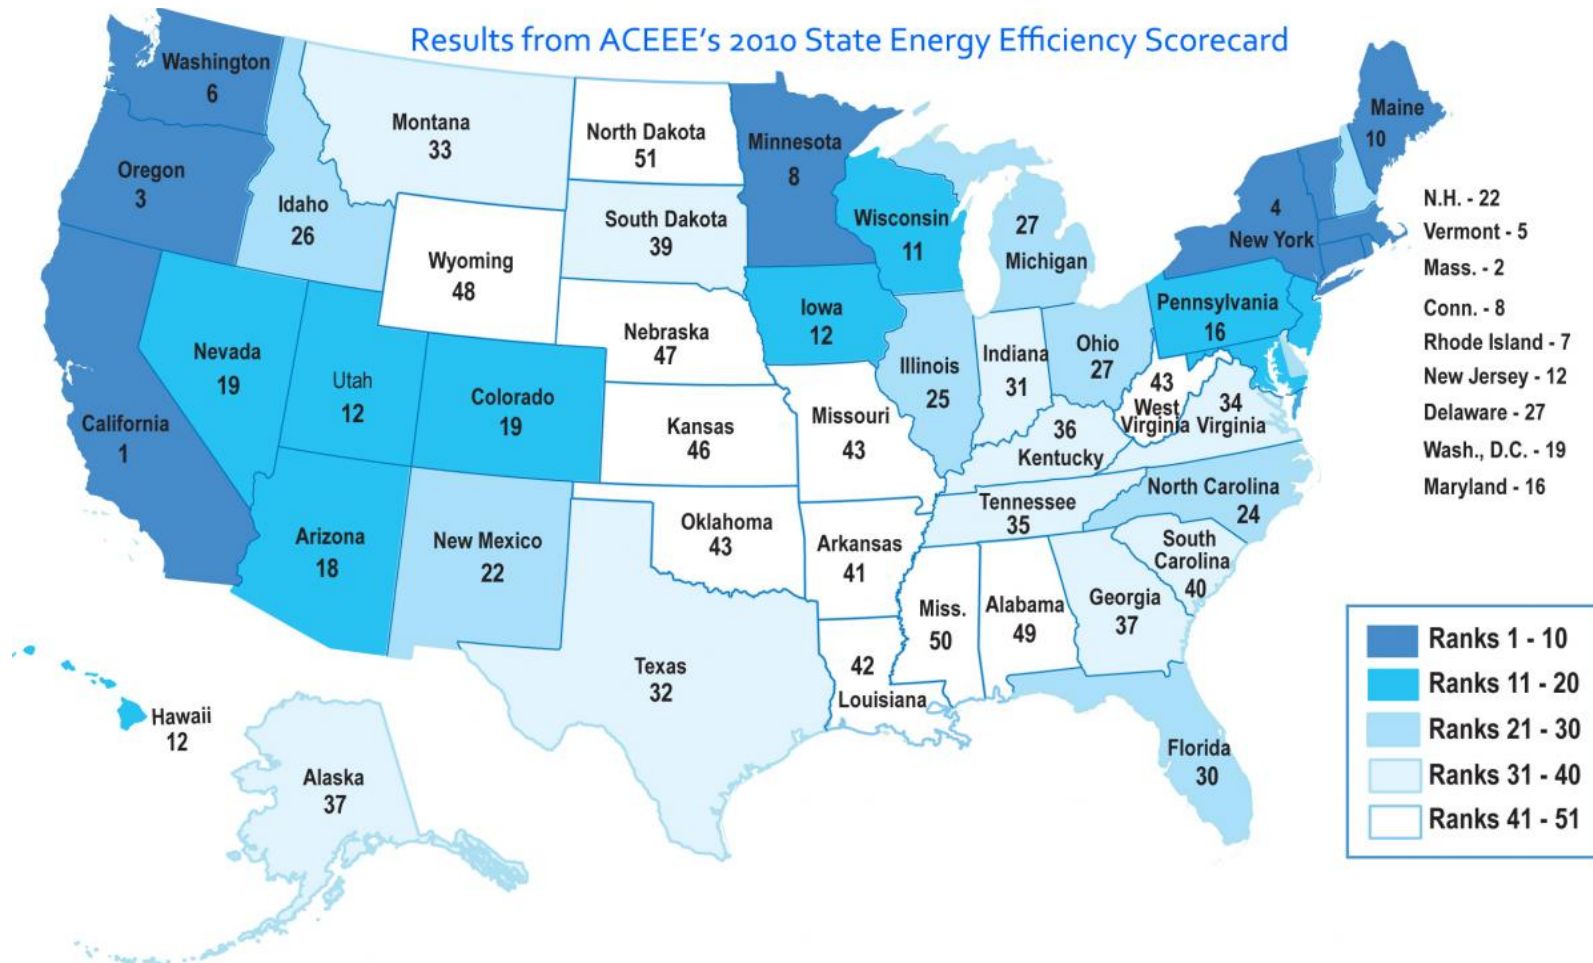 Results from ACEEE's 2010 State Energy Efficiency Scorecard
Washington
6
Oregon
3
California
1
Idaho
26
Nevada
19
Montana
33
Wyoming
48
Utah
12
Colorado
19
Arizona
18
New Mexico
22
North Dakota
51
South Dakota
39
Nebraska
47
Kansas
46
Oklahoma
43
Texas
32
Minnesota
8
Iowa
12
Missouri
43
Arkansas
41
42
Louisiana
Wisconsin
11
Illinois
25
27
Michigan
Indiana
31
Ohio
27
36
Kentucky
Tennessee
35
Miss.
50
Alabama
49
Georgia
37
Florida
30
South
Carolina
40
North Carolina
24
34
Virginia
43
West
Virginia
Pennsylvania
16
4
New York
Maine
10
N.H. - 22
Vermont - 5
Mass. - 2
Conn. - 8
Rhode Island - 7
New Jersey - 12
Delaware - 27
Wash., D.C. - 19
Maryland - 16
Hawaii
12
Alaska
37
Ranks 1 - 10
Ranks 11 - 20
Ranks 21 - 30
Ranks 31 - 40
Ranks 41 - 51